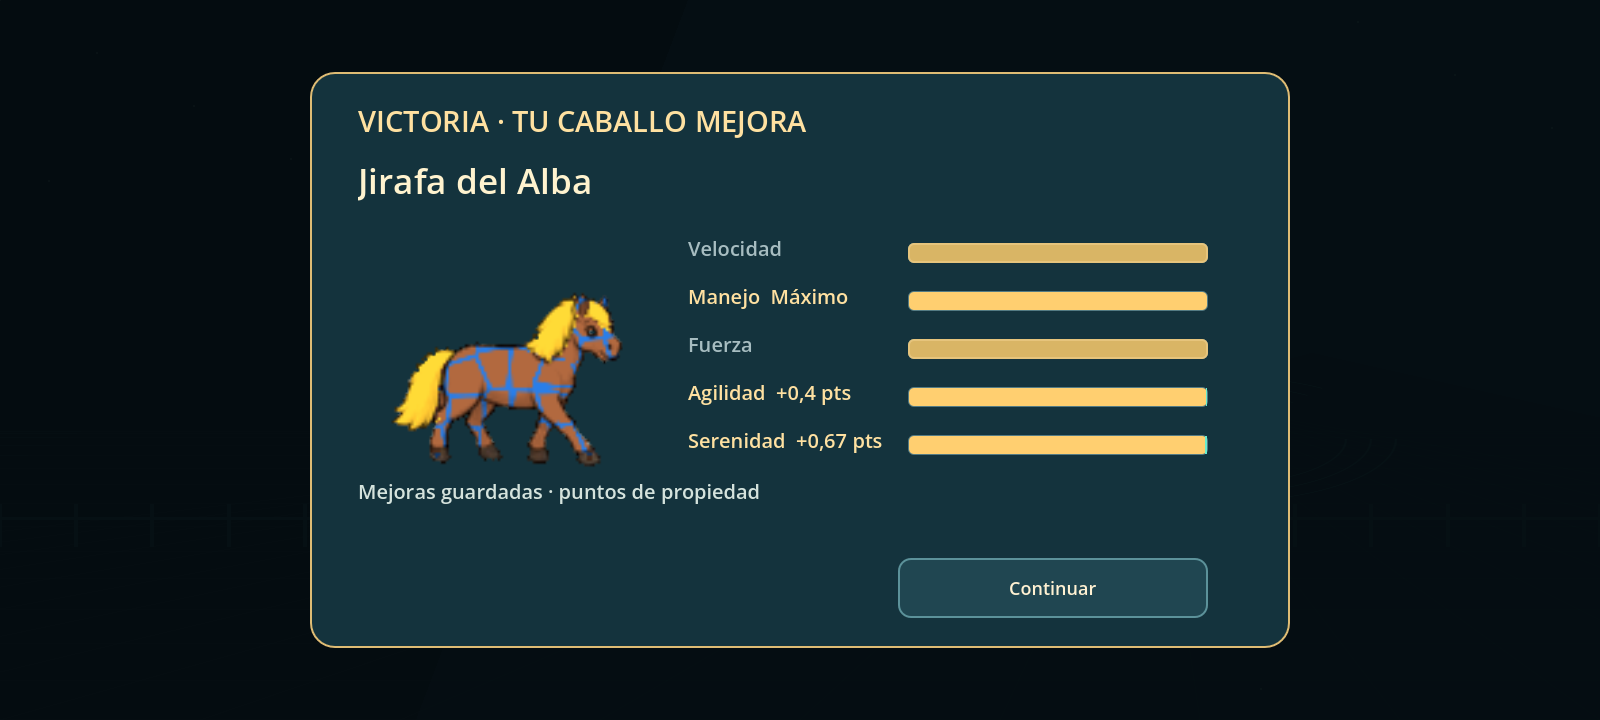 VICTORIA · TU CABALLO MEJORA
Jirafa del Alba
Velocidad
Manejo Máximo
Fuerza
Agilidad +0,4 pts
Serenidad +0,67 pts
Mejoras guardadas · puntos de propiedad
Continuar